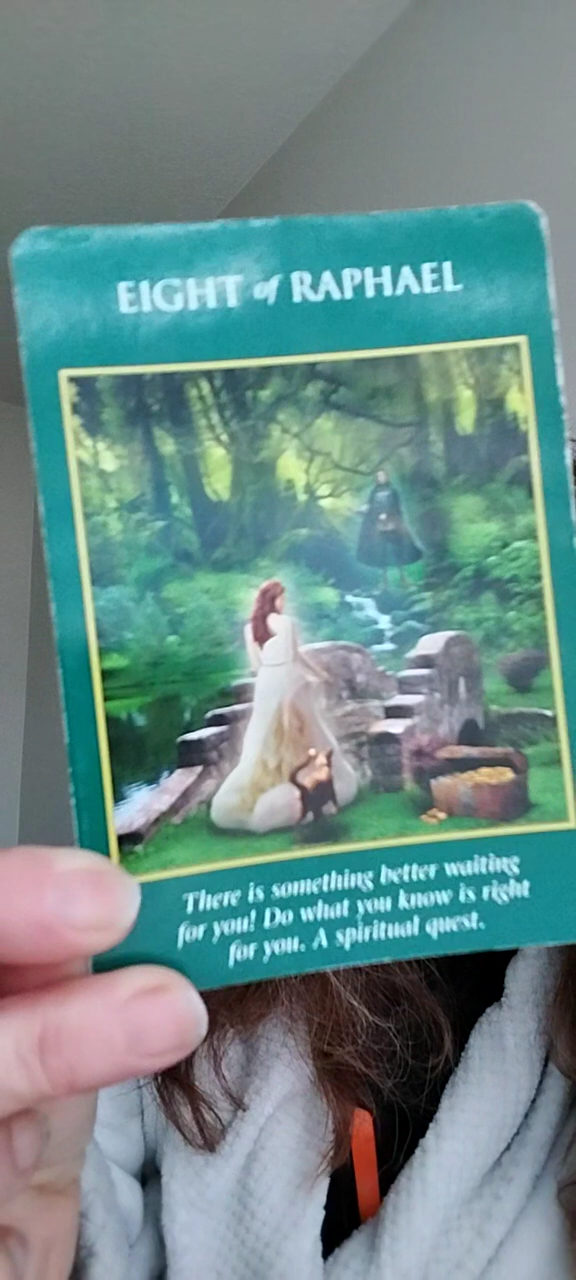 EIGHT of RAPHAEL
There is something better waiting
for you! Do what you know is right
for you. A spiritual quest.